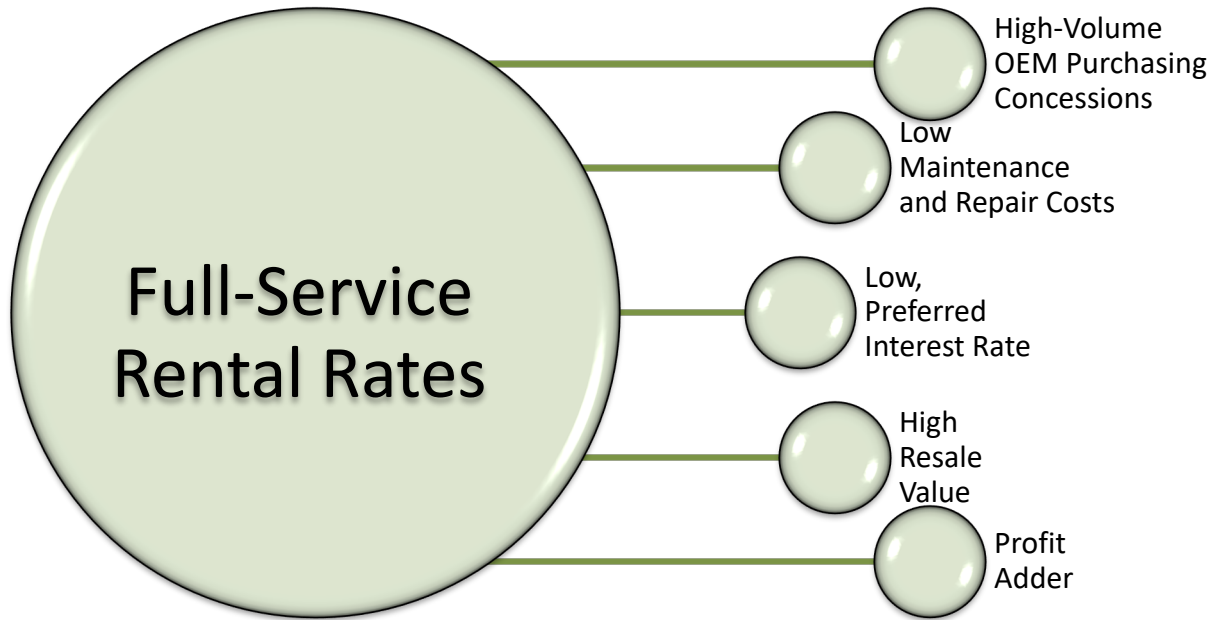 Full-Service
Rental Rates
High-Volume
OEM Purchasing
Concessions
Low
Maintenance
and Repair Costs
Low,
Preferred
Interest Rate
High
Resale
Value
Profit
Adder